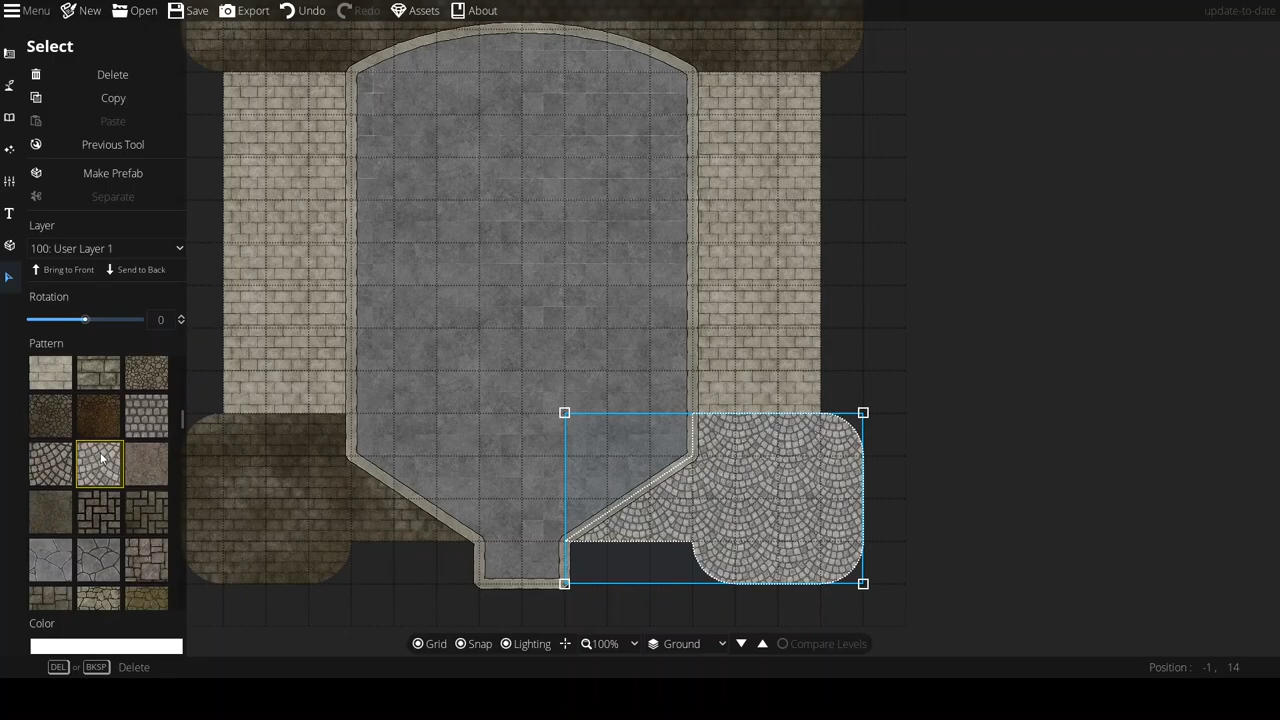 Menu New Open Save Export Undo Redo Assets About update-to-date
Select
Delete
Copy
Paste
Previous Tool
Make Prefab
Separate
Layer
100: User Layer 1
Bring to Front Send to Back
Rotation
0
Pattern
Color
Grid Snap Lighting 100% Ground Compare Levels
DEL or BKSP Delete Position : -1 , 14